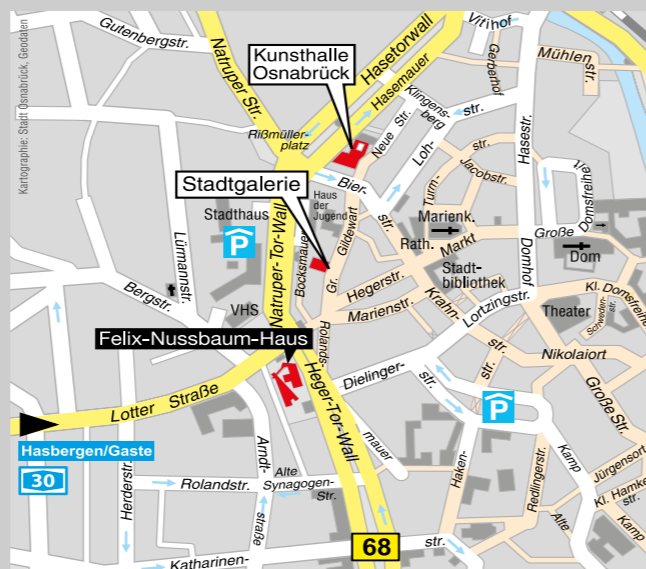 Kartographie: Stadt Osnabrück, Geodaten
Gutenbergstr.
Natruper Str.
Kunsthalle
Osnabrück
Hasetorwall
Hasemauer
Vitihof
Gerberhof
Mühlen
str.
Rißmüller-
platz
Klingens-
berg
Neue Str.
Loh-
str.
Hasestr.
Stadtgalerie
Haus
der
Jugend
Bier-
str.
Turm-
Jacobstr.
Gildewart
Gr.
Marienk.
Rath.
Markt
Große
Domsfreiheit
Dom
Stadthaus
P
Lürmannstr.
Natruper-Tor-Wall
Bocksmauer
Hegerstr.
Stadt-
bibliothek
Domhof
Bergstr.
VHS
Marienstr.
Krahn-
str.
Lortzingstr.
Kl. Domsfreiheit
Schweden-
str.
Theater
Felix-Nussbaum-Haus
Rolands-
mauer
Nikolaiort
Große Str.
Lotter Straße
Heger-Tor-Wall
Dielinger-
str.
P
Hasbergen/Gaste
30
Herderstr.
Rolandstr.
Arndt-
straße
Alte
Synagogen-
Str.
Haken-
str.
Redlingerstr.
Kamp
Jürgensort
Kl. Hamke
str.
Alte
Kamp
68
Katharinen-
str.